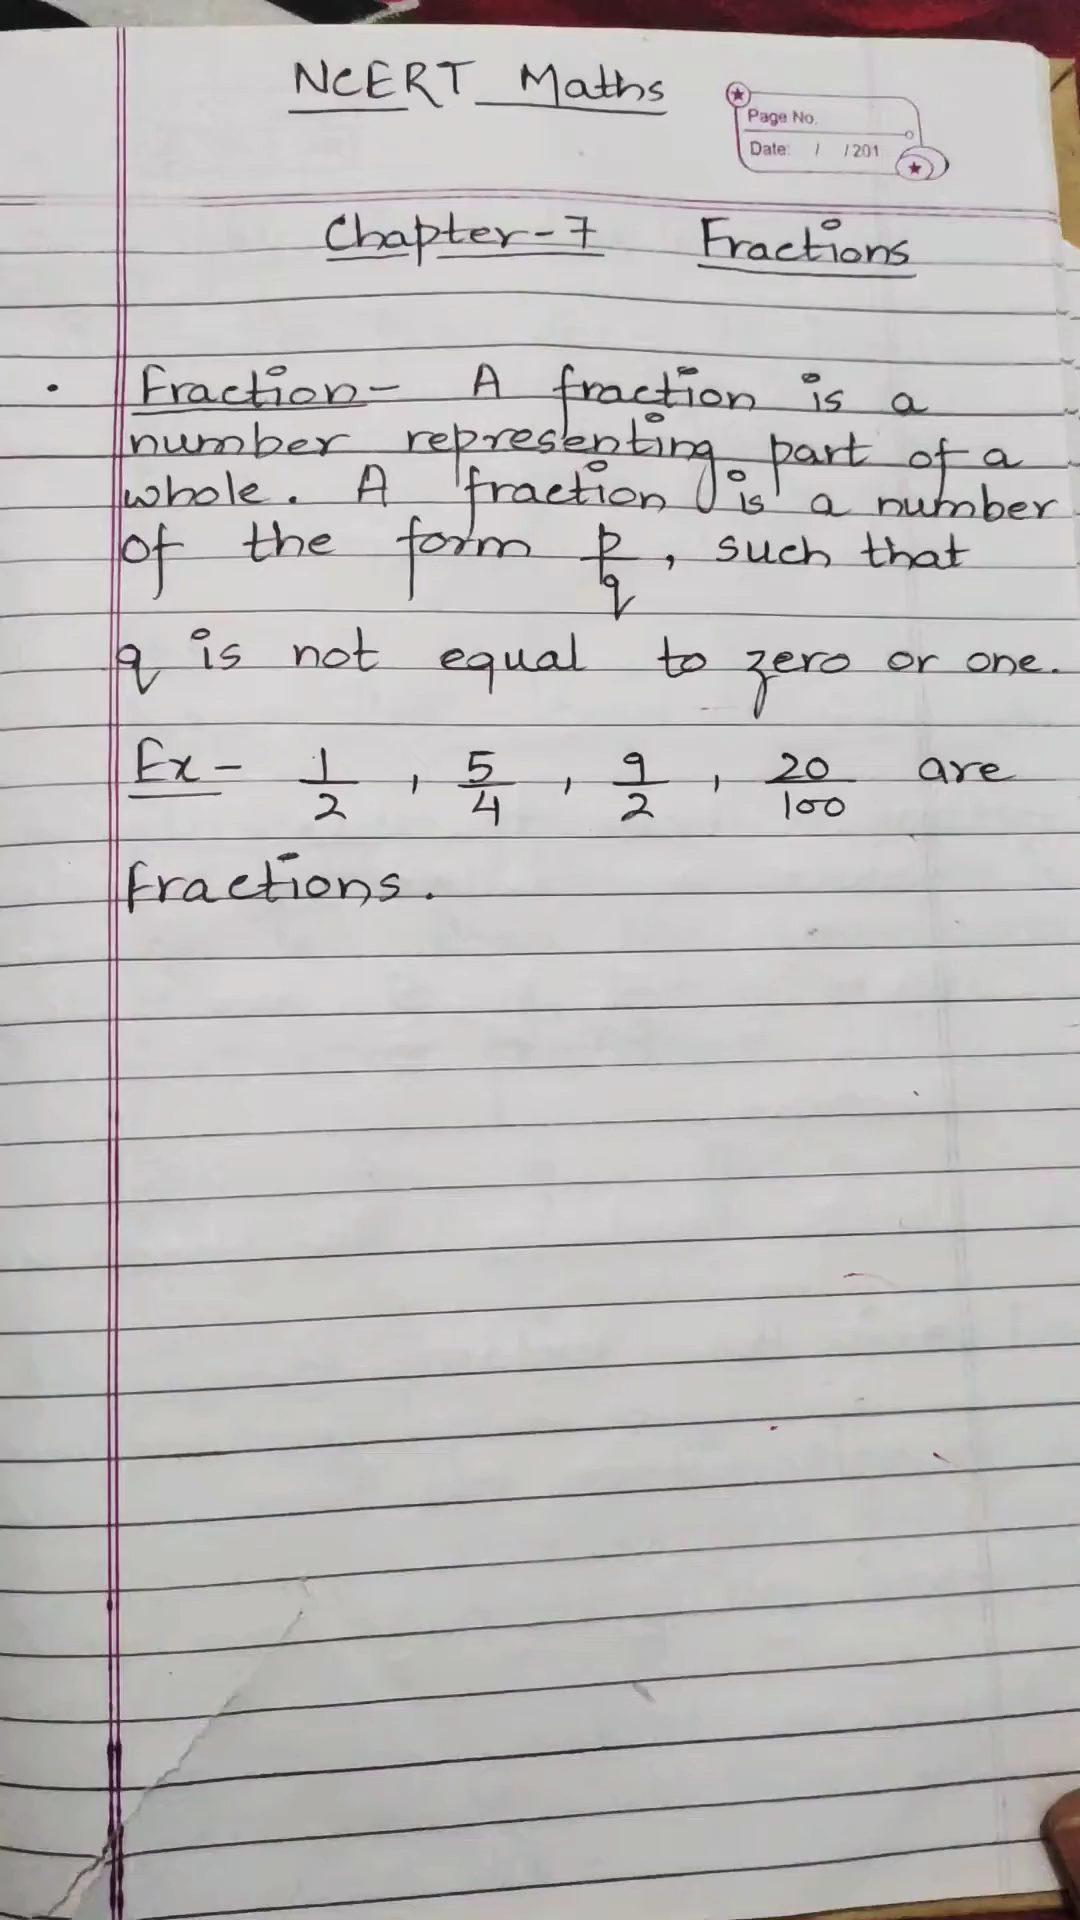 NCERT Maths
Page No.
Date: / /201
Chapter-7 Fractions
• Fraction- A fraction is a
number representing part of a
whole. A fraction is a number
of the form p/q, such that
q is not equal to zero or one.
Ex- 1/2, 5/4, 9/2, 20/100 are
fractions.